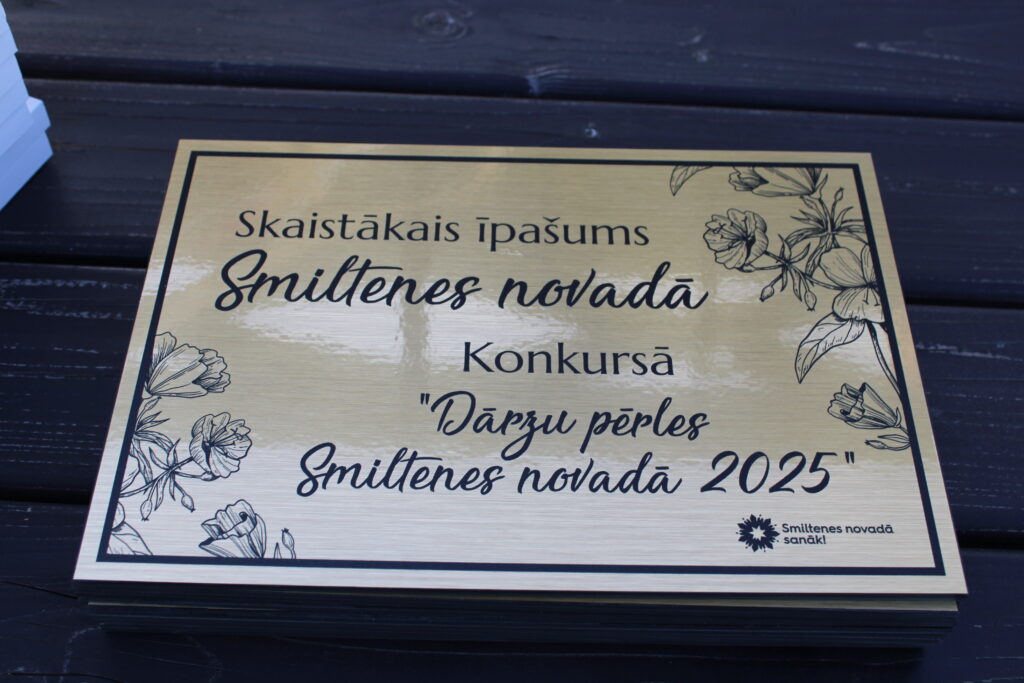 Skaistākais īpašums
Smiltenes novadā
Konkursā
"Dārzu pērles
Smiltenes novadā 2025"
Smiltenes novadā
sanāk!